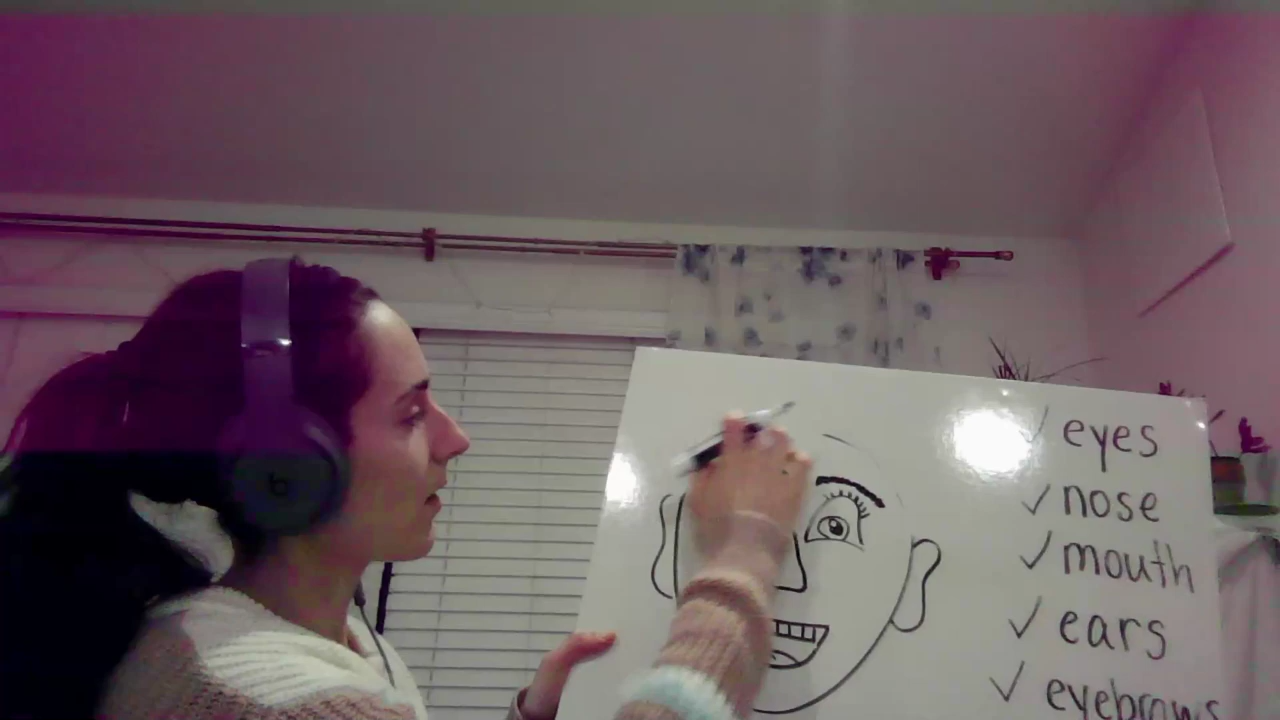 ✓ eyes
✓ nose
✓ mouth
✓ ears
✓ eyebrows
b